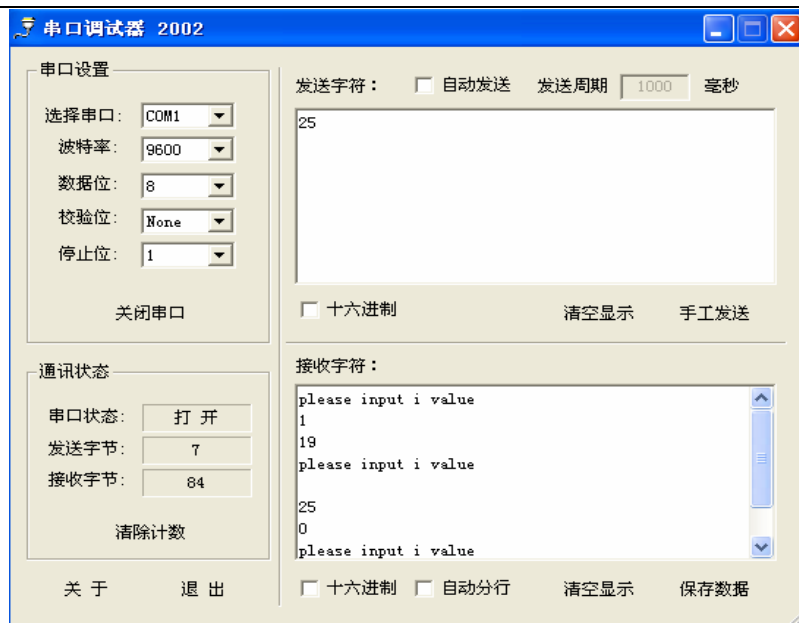 串口调试器 2002
串口设置
选择串口: COM1
波特率: 9600
数据位: 8
校验位: None
停止位: 1
关闭串口
通讯状态
串口状态: 打 开
发送字节: 7
接收字节: 84
清除计数
关 于 退 出
发送字符： 自动发送 发送周期 1000 毫秒
25
十六进制 清空显示 手工发送
接收字符：
please input i value
1
19
please input i value
25
0
please input i value
十六进制 自动分行 清空显示 保存数据